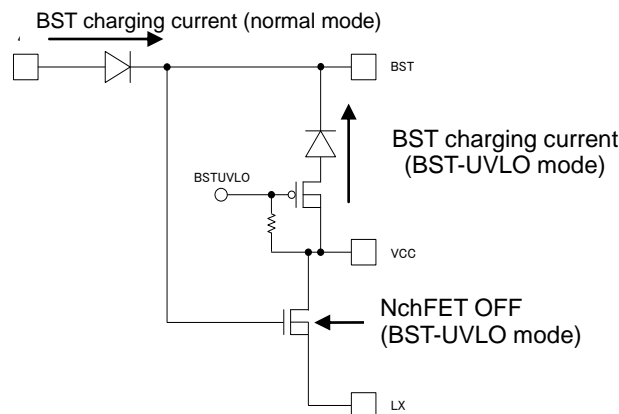 BST charging current (normal mode)
BST
BST charging current
(BST-UVLO mode)
BSTUVLO
VCC
NchFET OFF
(BST-UVLO mode)
LX